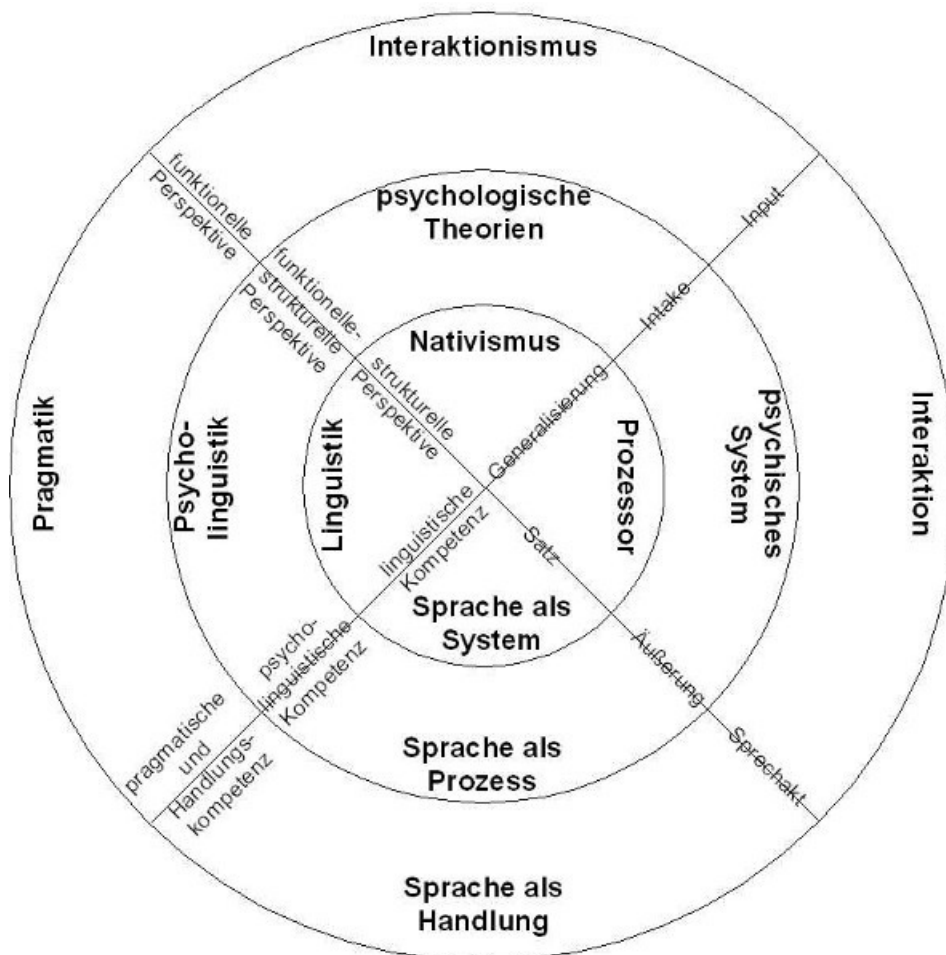 Interaktionismus
funktionelle
Perspektive
Input
psychologische
Theorien
funktionelle-
strukturelle
Perspektive
Intake
Nativismus
strukturelle
Perspektive
Generalisierung
Pragmatik
Psycho-
linguistik
Linguistik
Prozessor
psychisches
System
Interaktion
linguistische
Kompetenz
Satz
Sprache als
System
psycho-
linguistische
Kompetenz
Äußerung
pragmatische
und
Handlungs-
kompetenz
Sprache als
Prozess
Sprechakt
Sprache als
Handlung